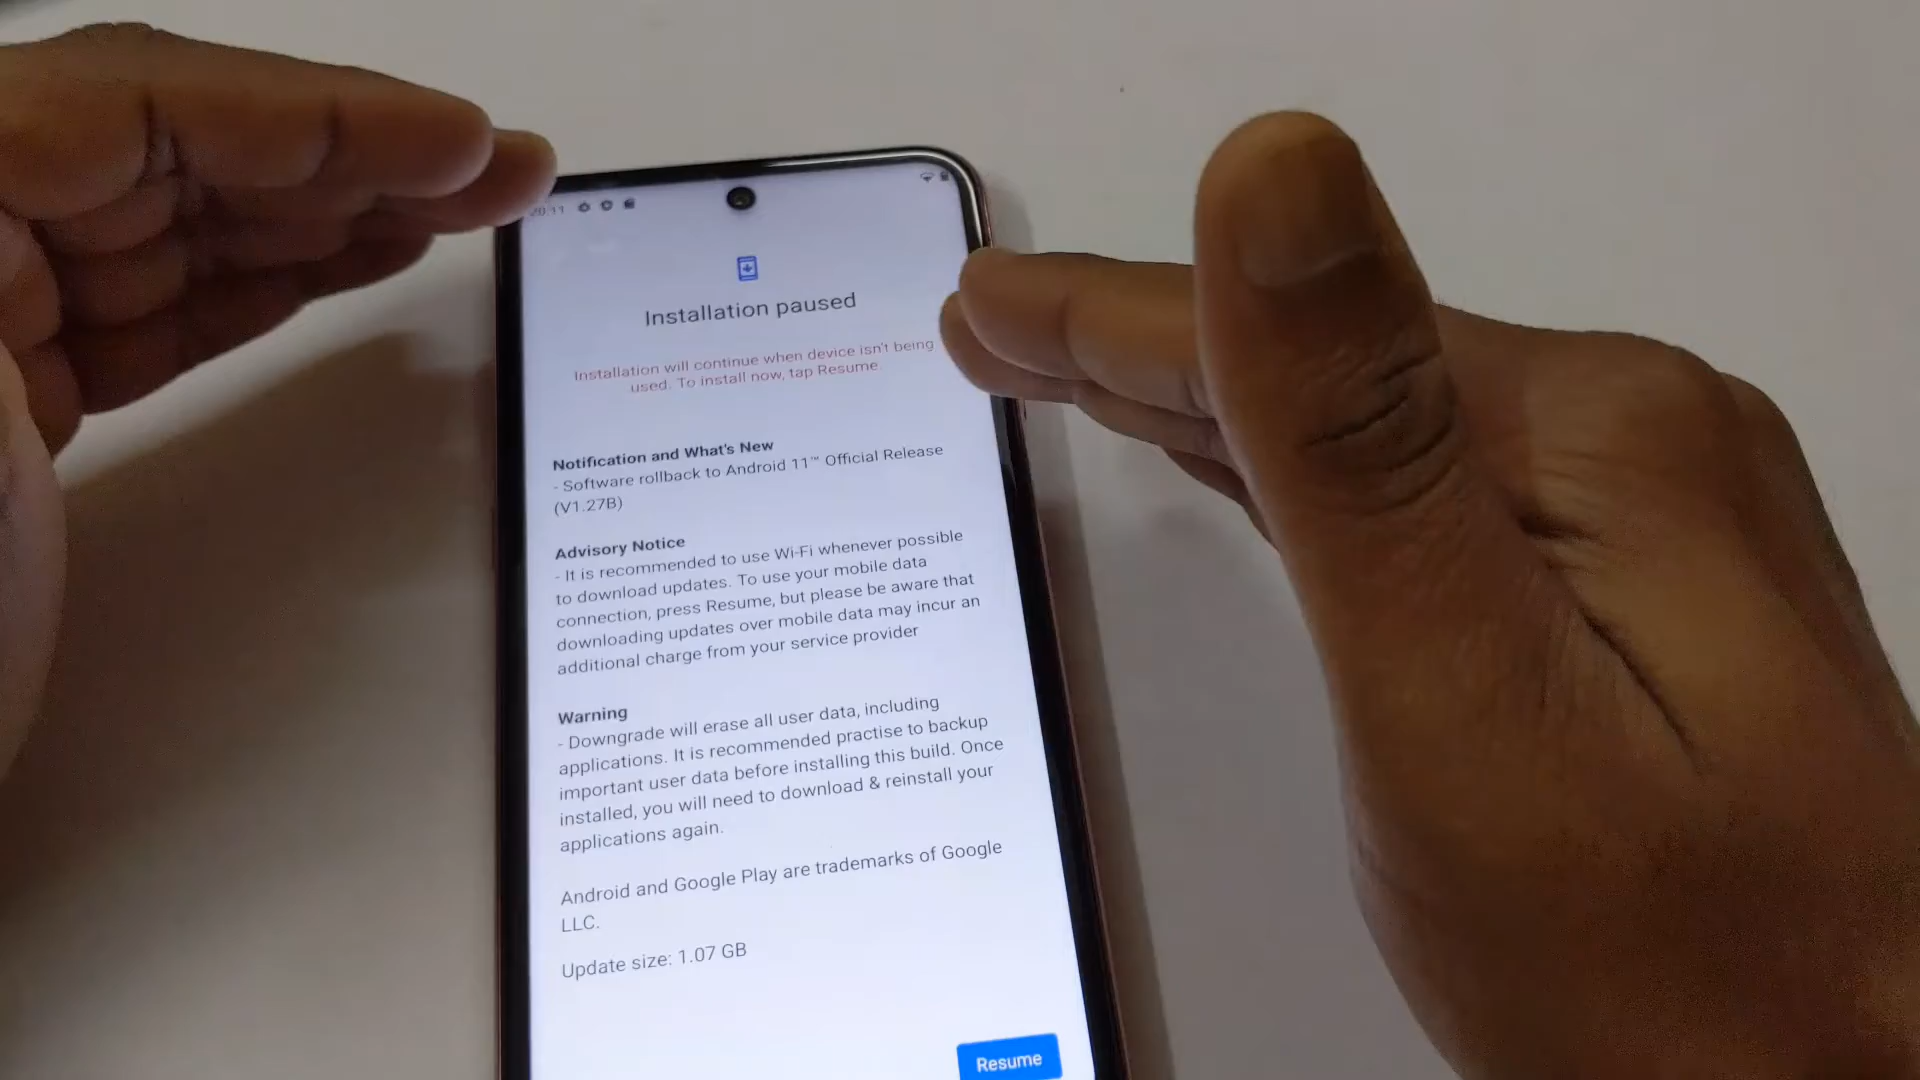 20:11
Installation paused
Installation will continue when device isn't being
used. To install now, tap Resume.
Notification and What's New
- Software rollback to Android 11™ Official Release
(V1.27B)
Advisory Notice
- It is recommended to use Wi-Fi whenever possible
to download updates. To use your mobile data
connection, press Resume, but please be aware that
downloading updates over mobile data may incur an
additional charge from your service provider
Warning
- Downgrade will erase all user data, including
applications. It is recommended practise to backup
important user data before installing this build. Once
installed, you will need to download & reinstall your
applications again.
Android and Google Play are trademarks of Google
LLC.
Update size: 1.07 GB
Resume